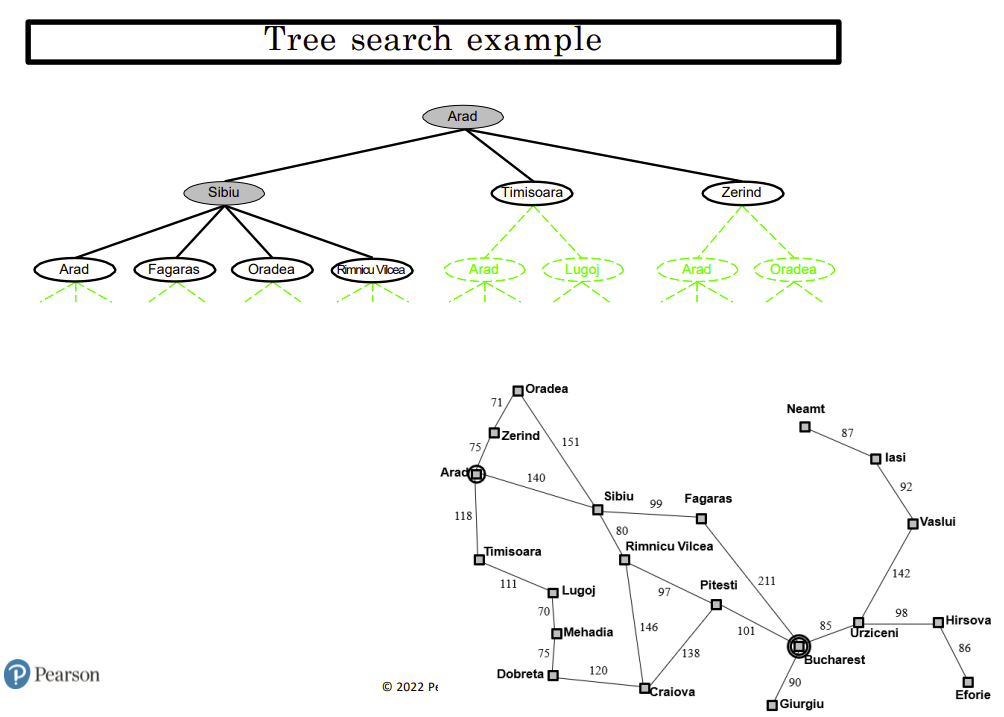 Tree search example
Arad
Sibiu
Timisoara
Zerind
Arad
Fagaras
Oradea
Rimnicu Vilcea
Arad
Lugoj
Arad
Oradea
Oradea
71
Neamt
Zerind
87
151
75
Iasi
Arad
140
92
Sibiu
Fagaras
99
118
Vaslui
80
Timisoara
Rimnicu Vilcea
142
111
Lugoj
Pitesti
211
97
70
98
Hirsova
Mehadia
146
101
85
Urziceni
86
75
138
Bucharest
Dobreta
120
90
Eforie
Craiova
Giurgiu
Pearson
© 2022 Pe